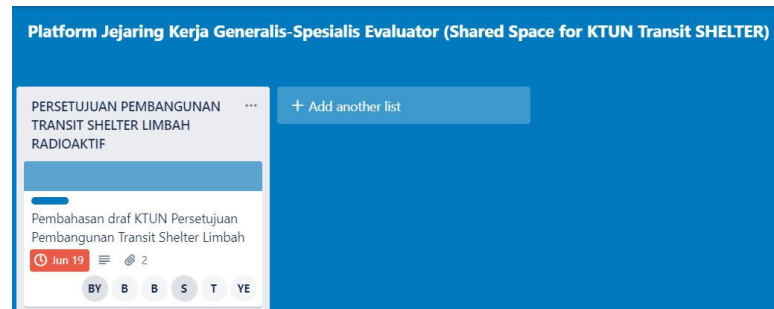 Platform Jejaring Kerja Generalis-Spesialis Evaluator (Shared Space for KTUN Transit SHELTER)
PERSETUJUAN PEMBANGUNAN
TRANSIT SHELTER LIMBAH
RADIOAKTIF
+ Add another list
Pembahasan draf KTUN Persetujuan
Pembangunan Transit Shelter Limbah
Jun 19 2
BY B B S T YE